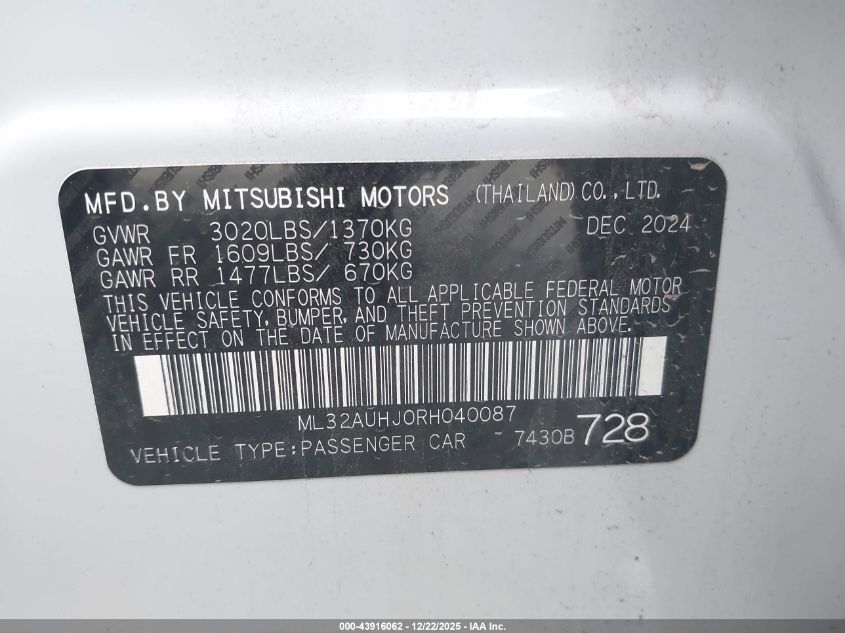 MFD.BY MITSUBISHI MOTORS (THAILAND)CO.,LTD.
GVWR 3020LBS/1370KG DEC 2024
GAWR FR 1609LBS/ 730KG
GAWR RR 1477LBS/ 670KG
THIS VEHICLE CONFORMS TO ALL APPLICABLE FEDERAL MOTOR
VEHICLE SAFETY, BUMPER, AND THEFT PREVENTION STANDARDS
IN EFFECT ON THE DATE OF MANUFACTURE SHOWN ABOVE.
ML32AUHJ0RH040087
VEHICLE TYPE:PASSENGER CAR 7430B 728
000-43916062 - 12/22/2025 - IAA Inc.